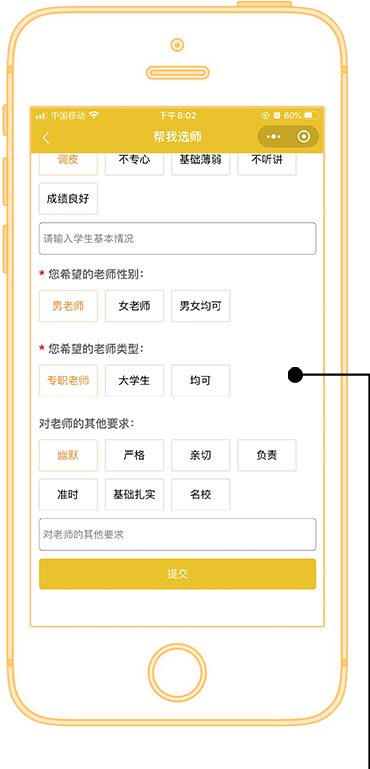 中国移动 下午8:02 60%
帮我选师
调皮 不专心 基础薄弱 不听讲
成绩良好
请输入学生基本情况
* 您希望的老师性别:
男老师 女老师 男女均可
* 您希望的老师类型:
专职老师 大学生 均可
对老师的其他要求:
幽默 严格 亲切 负责
准时 基础扎实 名校
对老师的其他要求
提交